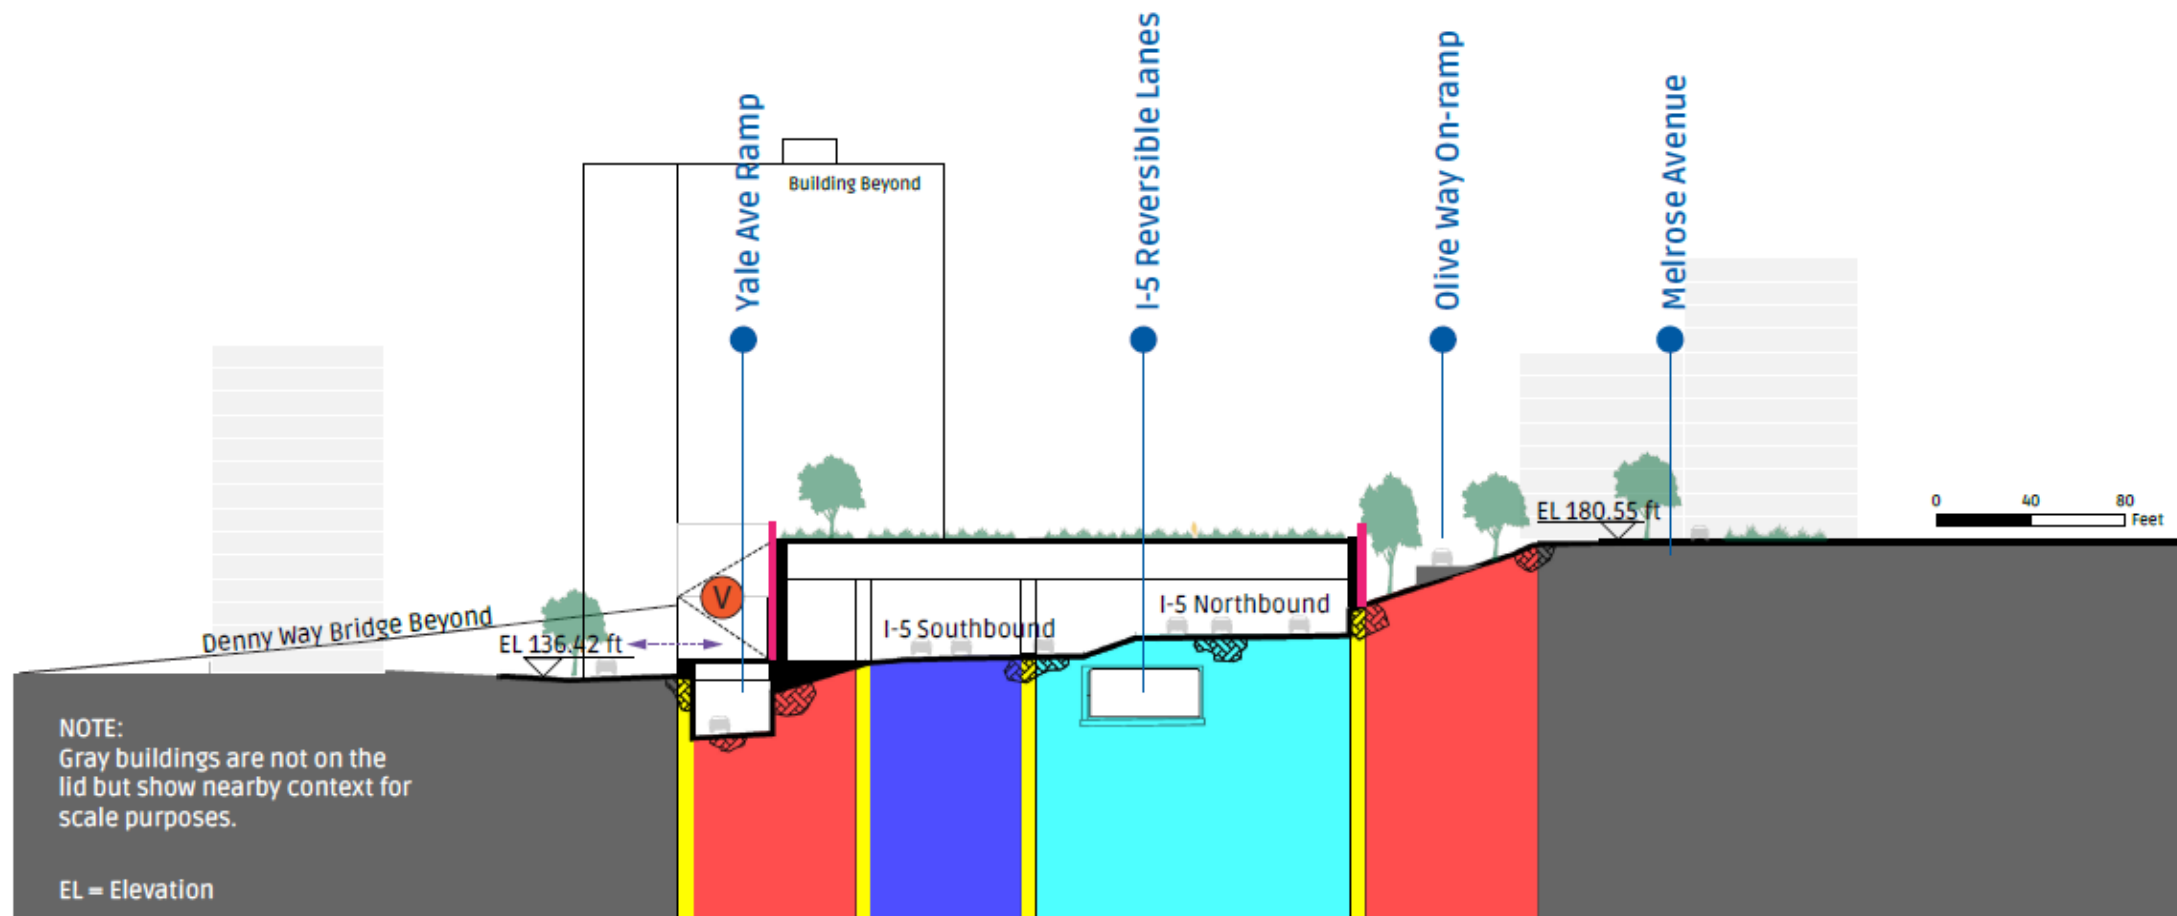 Yale Ave Ramp
I-5 Reversible Lanes
Olive Way On-ramp
Melrose Avenue
Building Beyond
0 40 80
Feet
EL 180.55 ft
V
I-5 Northbound
I-5 Southbound
Denny Way Bridge Beyond
EL 136.42 ft
NOTE:
Gray buildings are not on the
lid but show nearby context for
scale purposes.
EL = Elevation